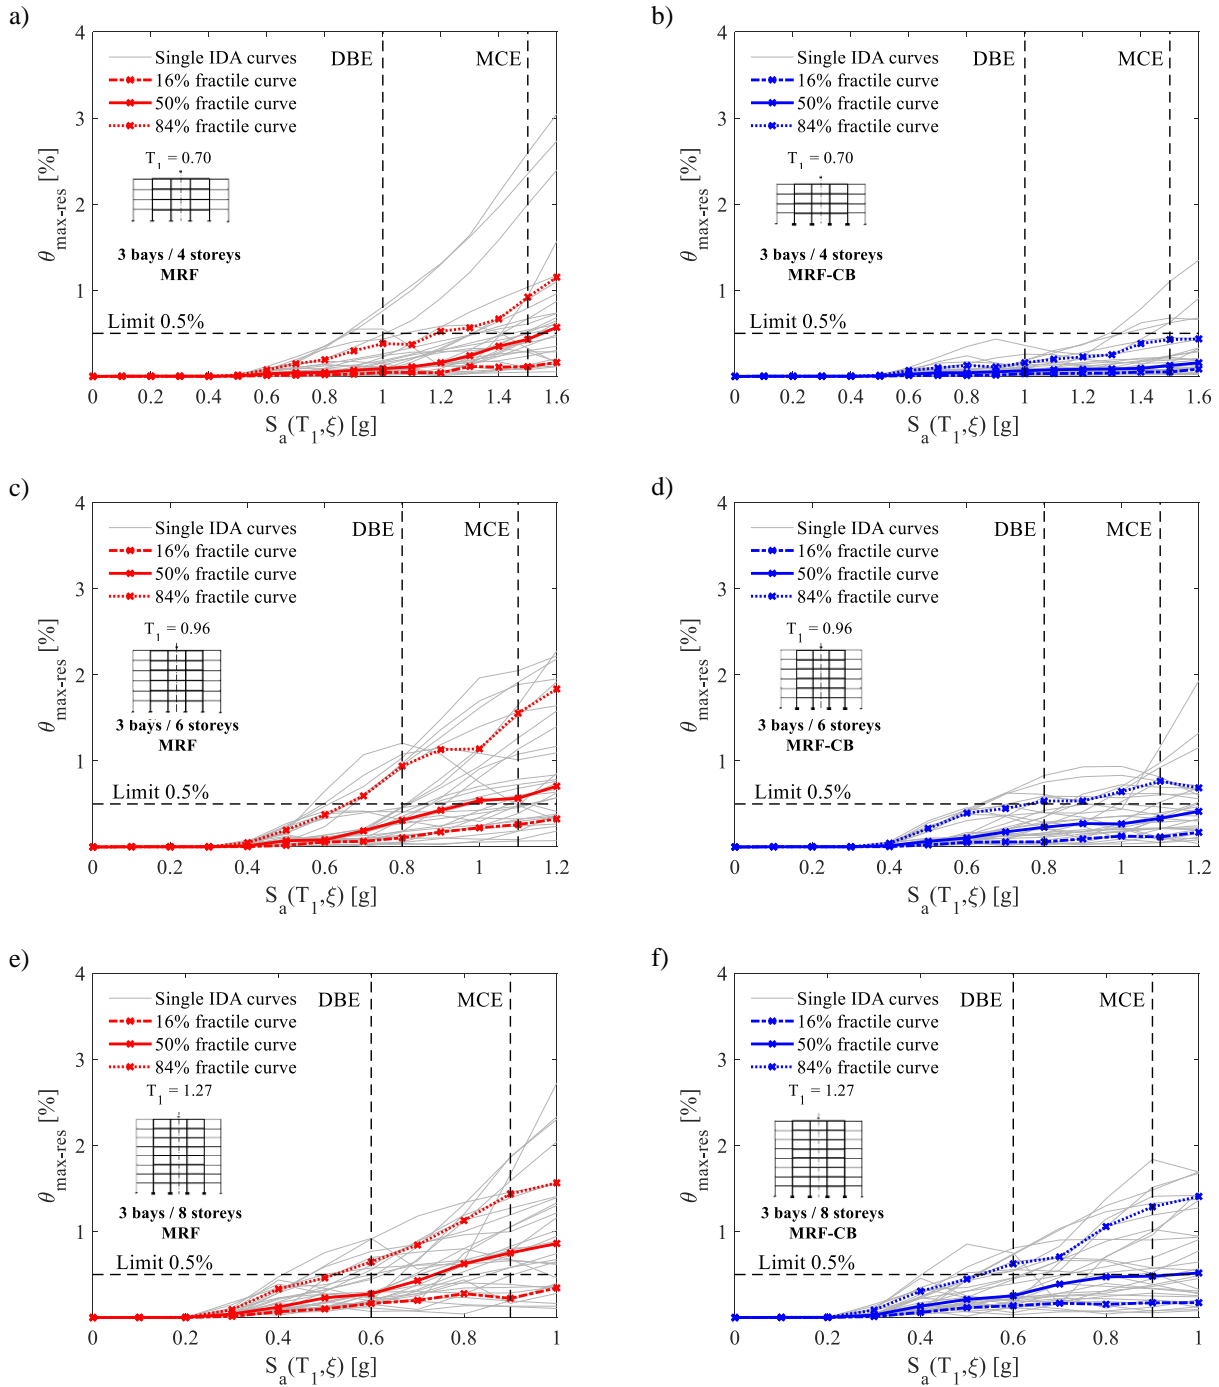 a)
4
3
2
1
0 0.2 0.4 0.6 0.8 1 1.2 1.4 1.6
θmax-res [%]
Sa(T1,ξ) [g]
Single IDA curves
16% fractile curve
50% fractile curve
84% fractile curve
DBE
MCE
T1 = 0.70
3 bays / 4 storeys
MRF
Limit 0.5%
b)
4
3
2
1
0 0.2 0.4 0.6 0.8 1 1.2 1.4 1.6
θmax-res [%]
Sa(T1,ξ) [g]
Single IDA curves
16% fractile curve
50% fractile curve
84% fractile curve
DBE
MCE
T1 = 0.70
3 bays / 4 storeys
MRF-CB
Limit 0.5%
c)
4
3
2
1
0 0.2 0.4 0.6 0.8 1 1.2
θmax-res [%]
Sa(T1,ξ) [g]
Single IDA curves
16% fractile curve
50% fractile curve
84% fractile curve
DBE
MCE
T1 = 0.96
3 bays / 6 storeys
MRF
Limit 0.5%
d)
4
3
2
1
0 0.2 0.4 0.6 0.8 1 1.2
θmax-res [%]
Sa(T1,ξ) [g]
Single IDA curves
16% fractile curve
50% fractile curve
84% fractile curve
DBE
MCE
T1 = 0.96
3 bays / 6 storeys
MRF-CB
Limit 0.5%
e)
4
3
2
1
0 0.2 0.4 0.6 0.8 1
θmax-res [%]
Sa(T1,ξ) [g]
Single IDA curves
16% fractile curve
50% fractile curve
84% fractile curve
DBE
MCE
T1 = 1.27
3 bays / 8 storeys
MRF
Limit 0.5%
f)
4
3
2
1
0 0.2 0.4 0.6 0.8 1
θmax-res [%]
Sa(T1,ξ) [g]
Single IDA curves
16% fractile curve
50% fractile curve
84% fractile curve
DBE
MCE
T1 = 1.27
3 bays / 8 storeys
MRF-CB
Limit 0.5%